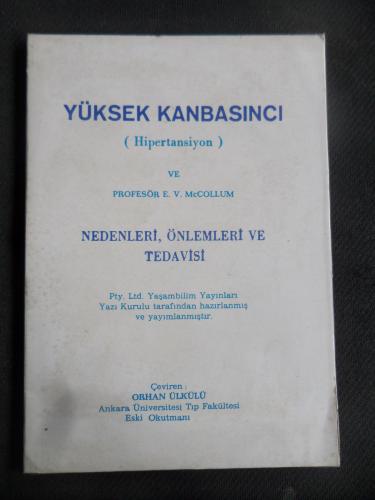 YÜKSEK KANBASINCI
( Hipertansiyon )
VE
PROFESÖR E. V. McCOLLUM
NEDENLERİ, ÖNLEMLERİ VE
TEDAVİSİ
Pty. Ltd. Yaşambilim Yayınları
Yazı Kurulu tarafından hazırlanmış
ve yayımlanmıştır.
Çeviren :
ORHAN ÜLKÜLÜ
Ankara Üniversitesi Tıp Fakültesi
Eski Okutmanı